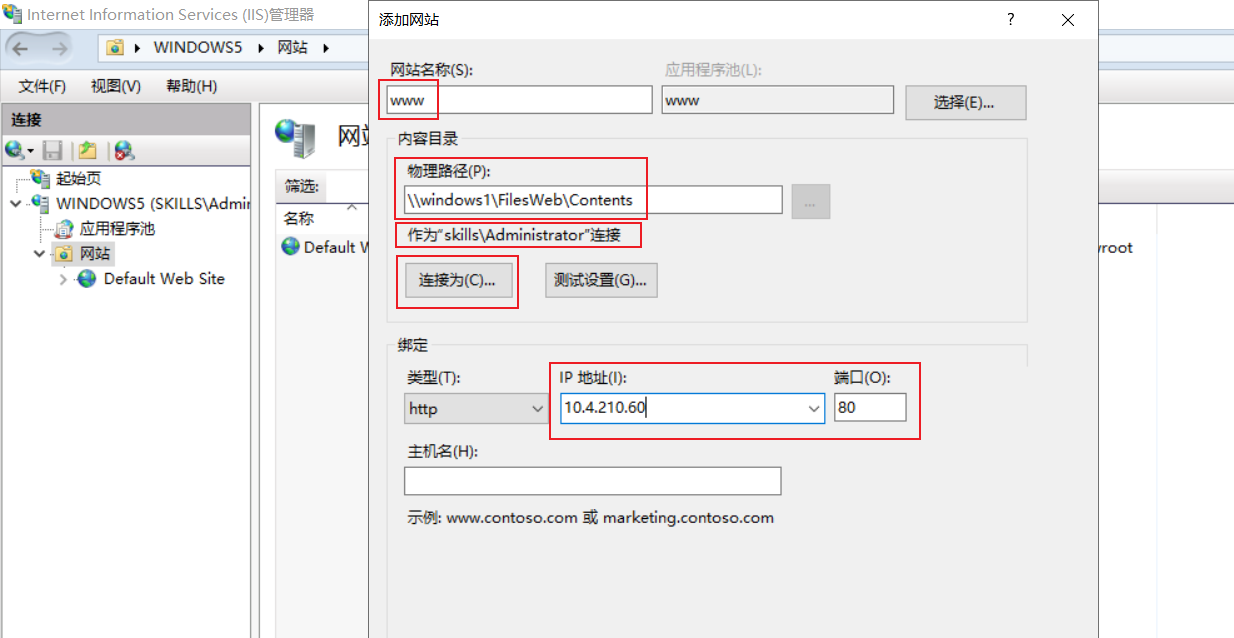 Internet Information Services (IIS)管理器
WINDOWS5 网站
文件(F) 视图(V) 帮助(H)
连接
起始页
WINDOWS5 (SKILLS\Admin
应用程序池
网站
Default Web Site
筛选:
名称
Default W
添加网站
?
网站名称(S):
应用程序池(L):
www
www
选择(E)...
内容目录
物理路径(P):
\\windows1\FilesWeb\Contents
...
作为“skills\Administrator”连接
连接为(C)...
测试设置(G)...
绑定
类型(T):
IP 地址(I):
端口(O):
http
10.4.210.60
80
主机名(H):
示例: www.contoso.com 或 marketing.contoso.com